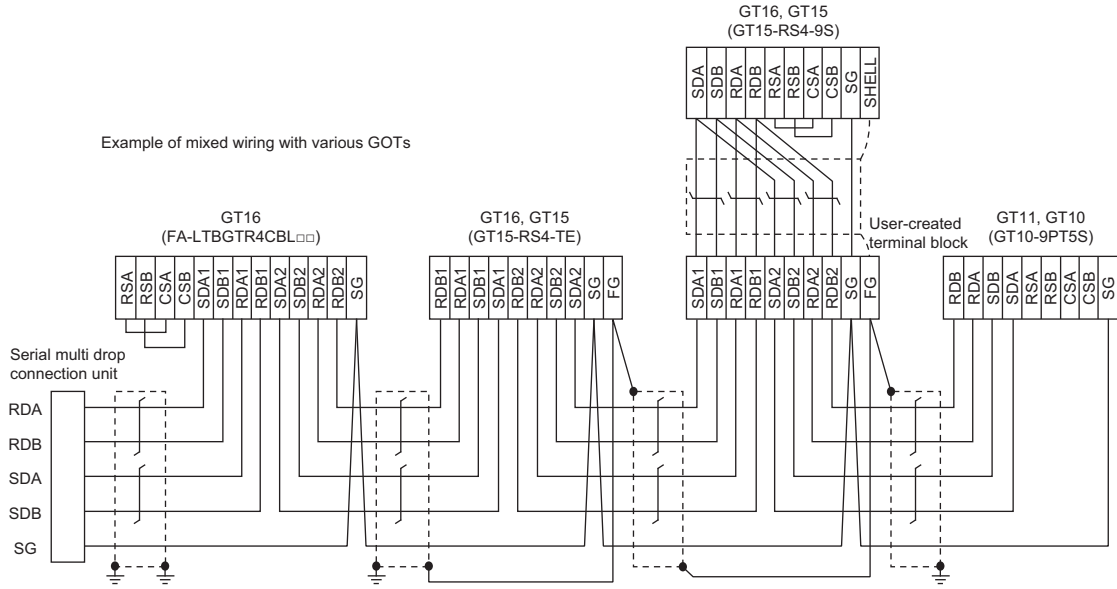 GT16, GT15
(GT15-RS4-9S)
SDA
SDB
RDA
RDB
RSA
RSB
CSA
CSB
SG
SHELL
Example of mixed wiring with various GOTs
GT16
(FA-LTBGTR4CBL□□)
GT16, GT15
(GT15-RS4-TE)
User-created
terminal block
GT11, GT10
(GT10-9PT5S)
RSA
RSB
CSA
CSB
SDA1
SDB1
RDA1
RDB1
SDA2
SDB2
RDA2
RDB2
SG
RDB1
RDA1
SDB1
SDA1
RDB2
RDA2
SDB2
SDA2
SG
FG
SDA1
SDB1
RDA1
RDB1
SDA2
SDB2
RDA2
RDB2
SG
FG
RDB
RDA
SDB
SDA
RSA
RSB
CSA
CSB
SG
Serial multi drop
connection unit
RDA
RDB
SDA
SDB
SG